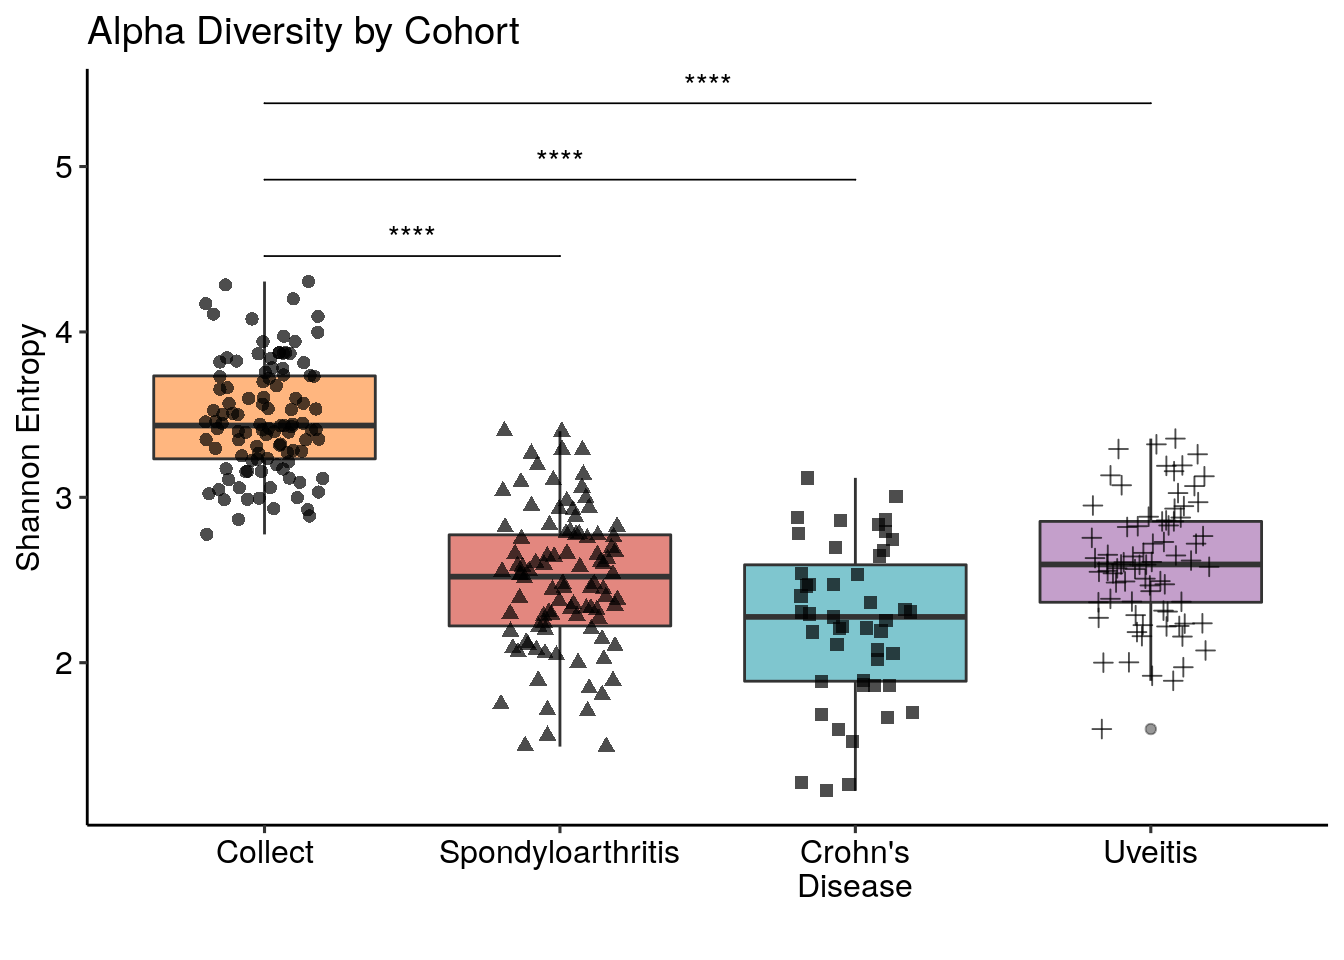 Alpha Diversity by Cohort
****
****
****
5
4
3
2
Shannon Entropy
Collect
Spondyloarthritis
Crohn's
Disease
Uveitis